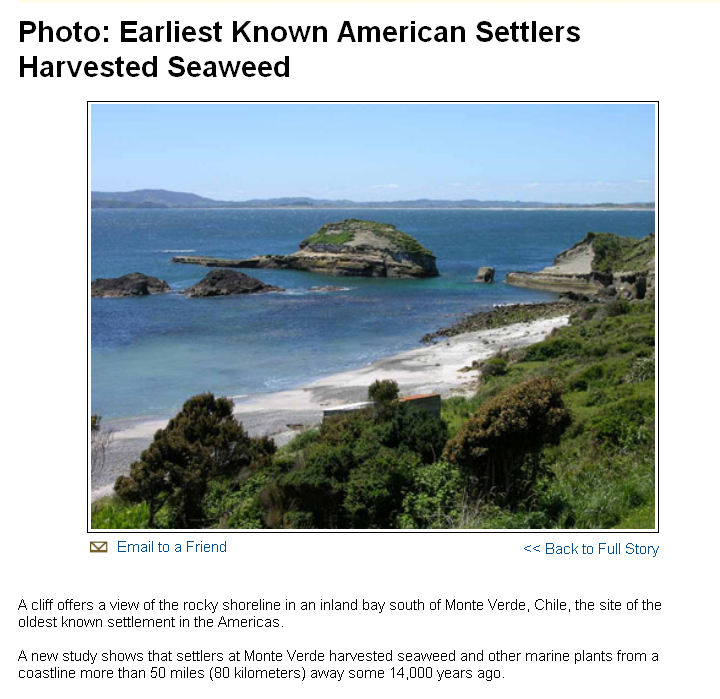 Photo: Earliest Known American Settlers
Harvested Seaweed
Email to a Friend
<< Back to Full Story
A cliff offers a view of the rocky shoreline in an inland bay south of Monte Verde, Chile, the site of the
oldest known settlement in the Americas.
A new study shows that settlers at Monte Verde harvested seaweed and other marine plants from a
coastline more than 50 miles (80 kilometers) away some 14,000 years ago.